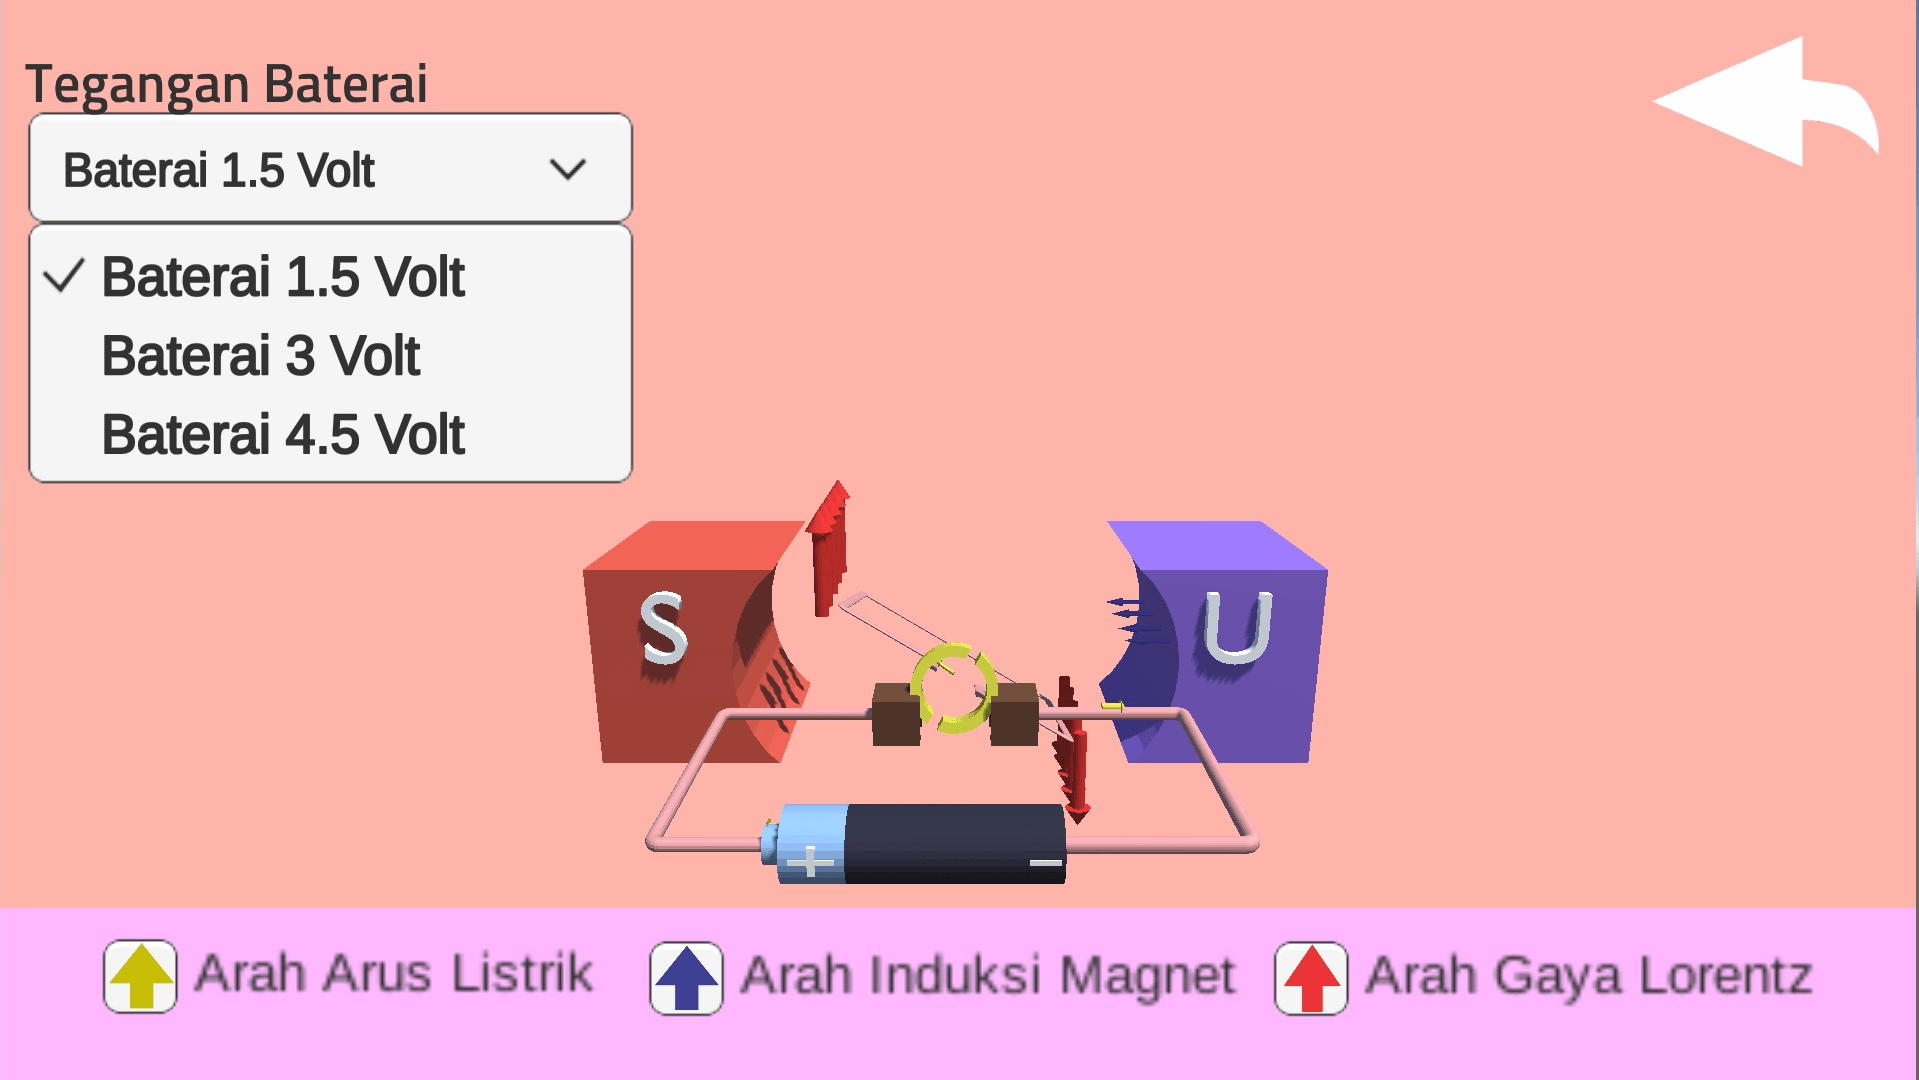 Tegangan Baterai
Baterai 1.5 Volt
Baterai 1.5 Volt
Baterai 3 Volt
Baterai 4.5 Volt
S U
+ −
Arah Arus Listrik Arah Induksi Magnet Arah Gaya Lorentz